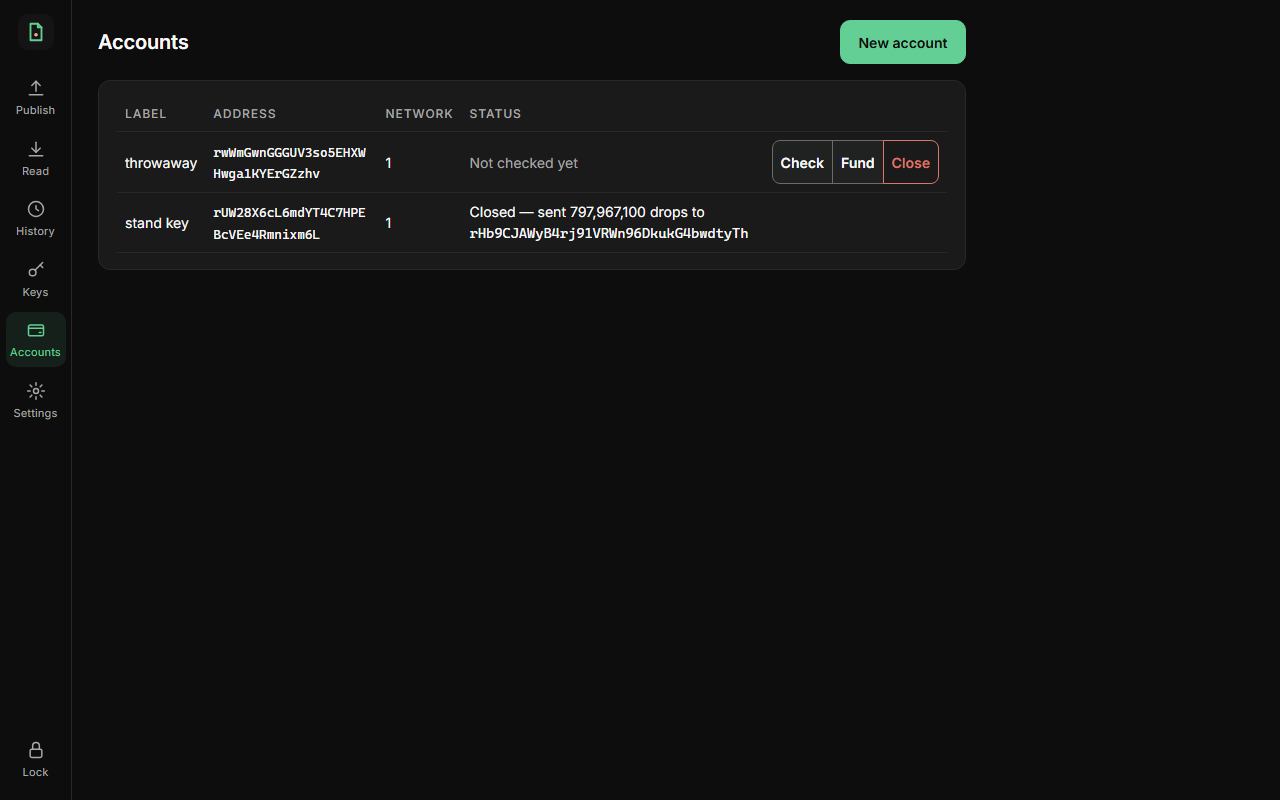 Accounts
New account
Publish
Read
History
Keys
Accounts
Settings
Lock
LABEL ADDRESS NETWORK STATUS
throwaway rwWmGwnGGGUV3so5EHXW 1 Not checked yet Check Fund Close
Hwga1KYErGZzhv
stand key rUW28X6cL6mdYT4C7HPE 1 Closed — sent 797,967,100 drops to
BcVEe4Rmnixm6L rHb9CJAWyB4rj91VRWn96DkukG4bwdtyTh